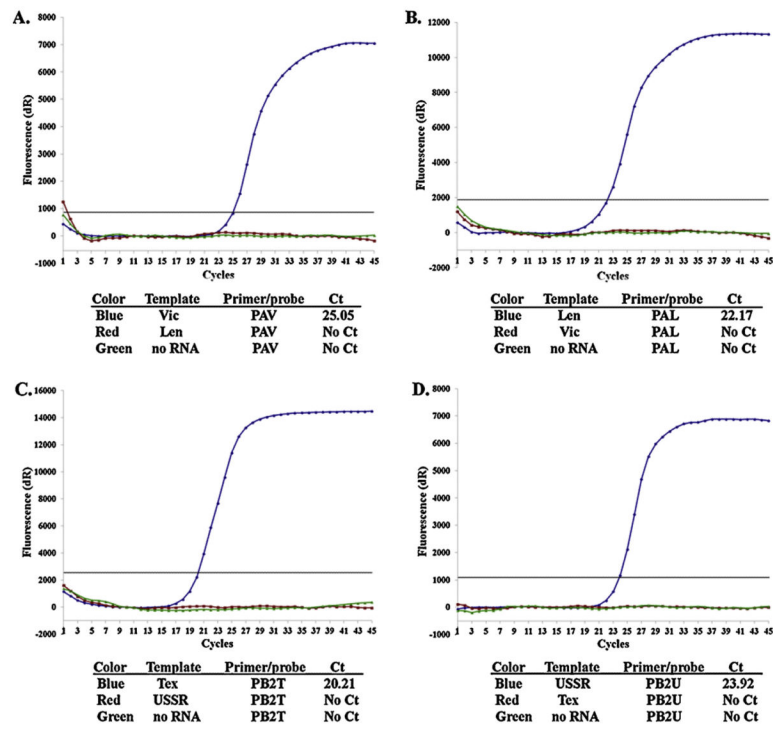 A.
Fluorescence (dR)
8000
7000
6000
5000
4000
3000
2000
1000
0
-1000
1 3 5 7 9 11 13 15 17 19 21 23 25 27 29 31 33 35 37 39 41 43 45
Cycles
Color Template Primer/probe Ct
Blue Vic PAV 25.05
Red Len PAV No Ct
Green no RNA PAV No Ct
B.
Fluorescence (dR)
12000
10000
8000
6000
4000
2000
0
-2000
1 3 5 7 9 11 13 15 17 19 21 23 25 27 29 31 33 35 37 39 41 43 45
Cycles
Color Template Primer/probe Ct
Blue Len PAL 22.17
Red Vic PAL No Ct
Green no RNA PAL No Ct
C.
Fluorescence (dR)
16000
14000
12000
10000
8000
6000
4000
2000
0
-2000
1 3 5 7 9 11 13 15 17 19 21 23 25 27 29 31 33 35 37 39 41 43 45
Cycles
Color Template Primer/probe Ct
Blue Tex PB2T 20.21
Red USSR PB2T No Ct
Green no RNA PB2T No Ct
D.
Fluorescence (dR)
8000
7000
6000
5000
4000
3000
2000
1000
0
-1000
1 3 5 7 9 11 13 15 17 19 21 23 25 27 29 31 33 35 37 39 41 43 45
Cycles
Color Template Primer/probe Ct
Blue USSR PB2U 23.92
Red Tex PB2U No Ct
Green no RNA PB2U No Ct